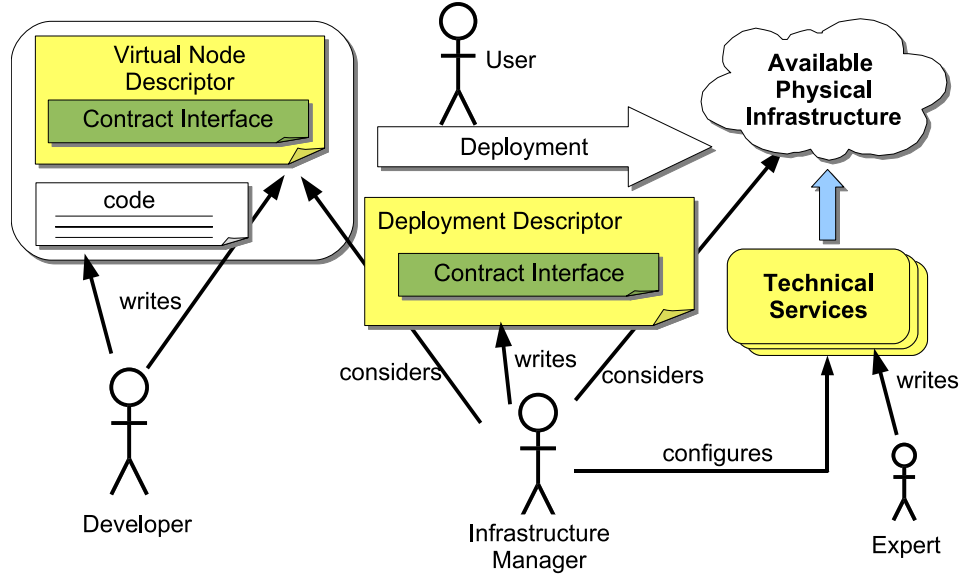 Virtual Node
Descriptor
Contract Interface
code
User
Deployment
Available
Physical
Infrastructure
Deployment Descriptor
Contract Interface
Technical
Services
writes
considers
writes
considers
writes
configures
Developer
Infrastructure
Manager
Expert